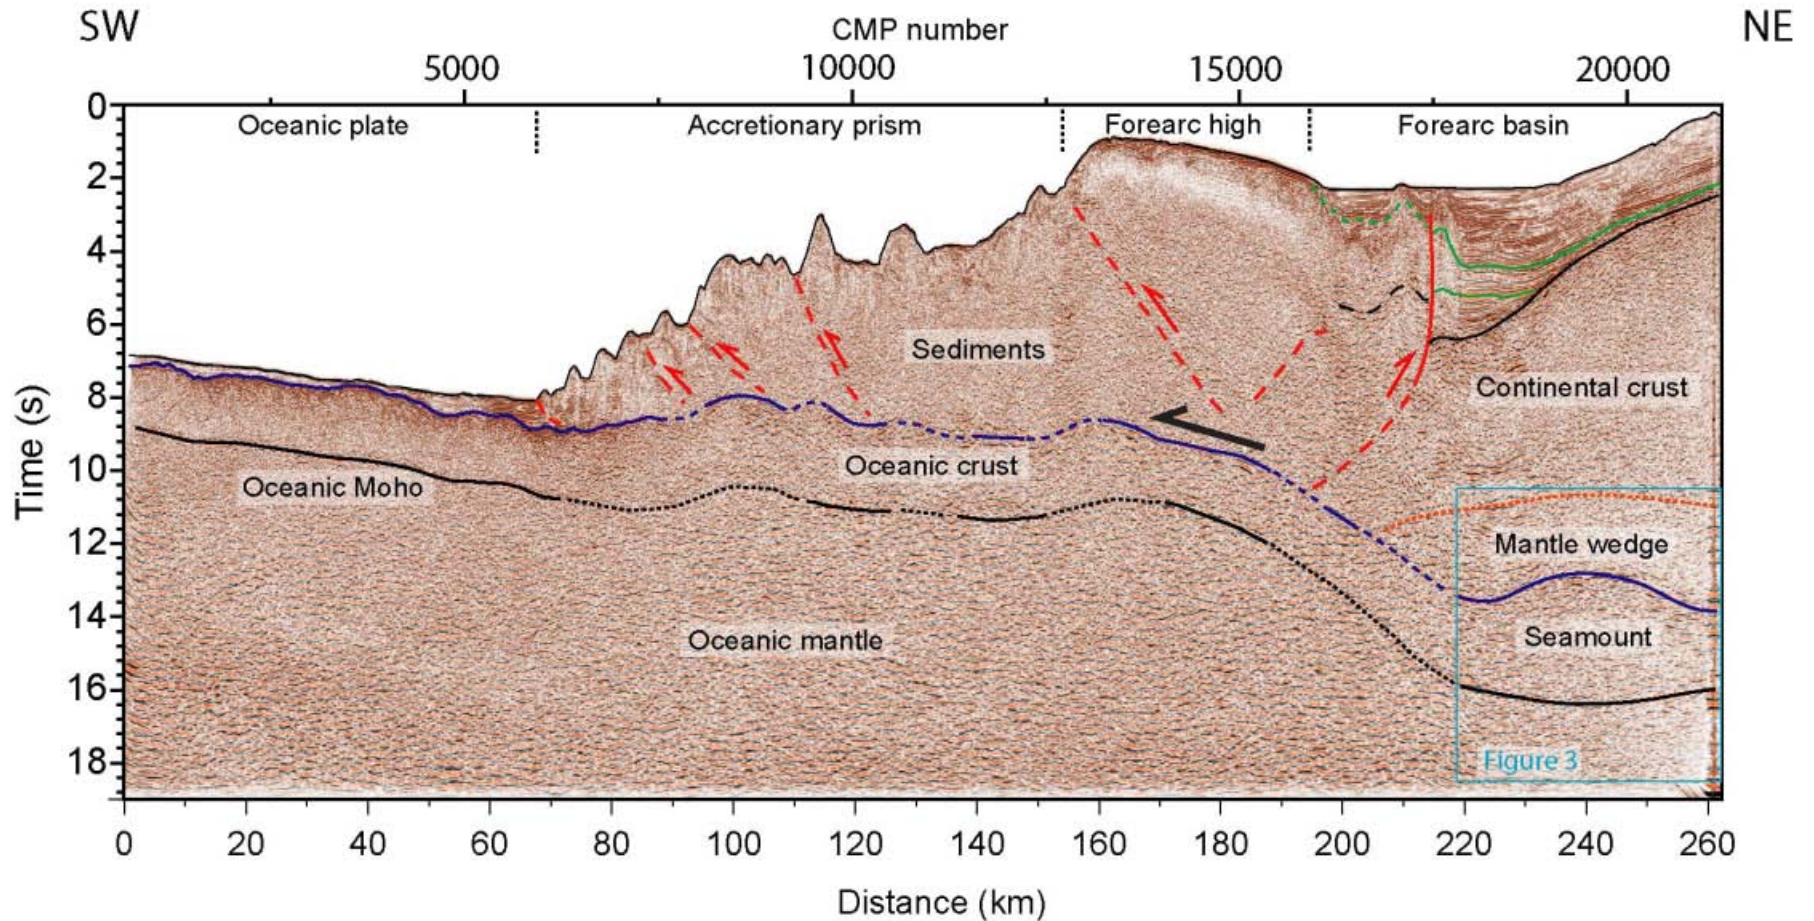 SW
CMP number
NE
5000
10000
15000
20000
Oceanic plate
Accretionary prism
Forearc high
Forearc basin
Time (s)
0
2
4
6
8
10
12
14
16
18
Sediments
Continental crust
Oceanic crust
Oceanic Moho
Mantle wedge
Oceanic mantle
Seamount
Figure 3
0
20
40
60
80
100
120
140
160
180
200
220
240
260
Distance (km)